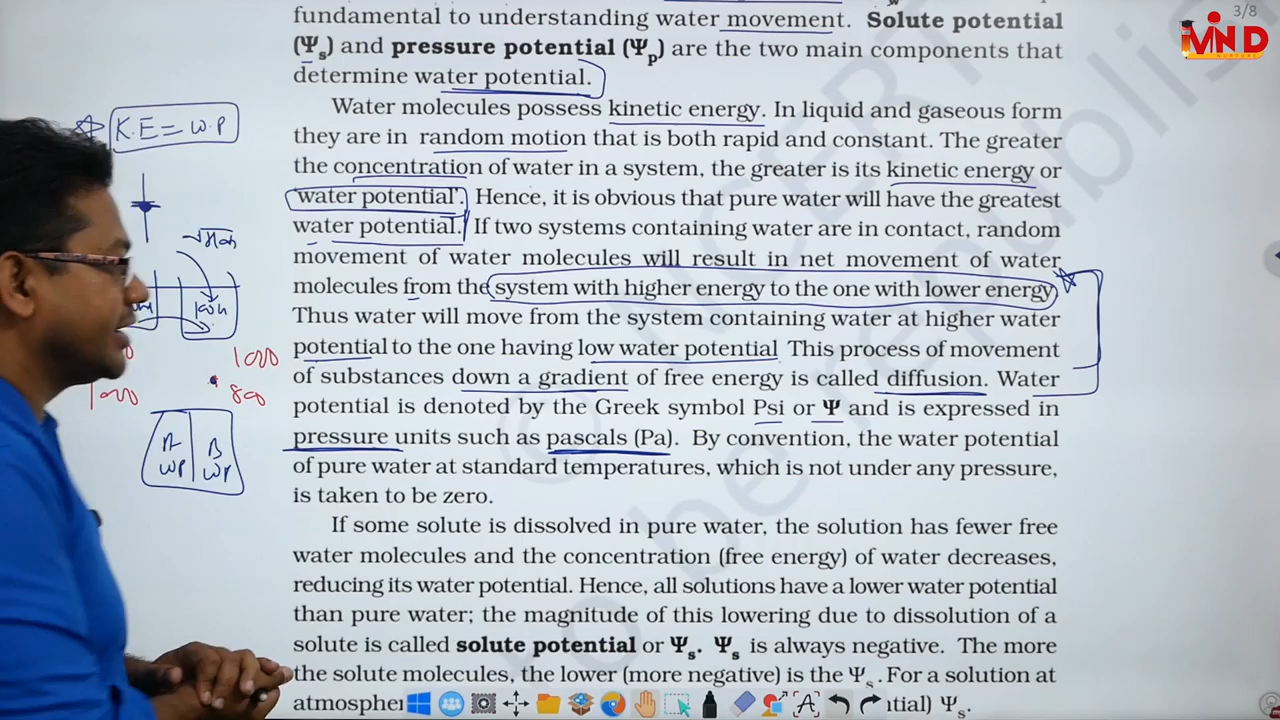 fundamental to understanding water movement. Solute potential
(Ψs) and pressure potential (Ψp) are the two main components that
determine water potential.
Water molecules possess kinetic energy. In liquid and gaseous form
they are in random motion that is both rapid and constant. The greater
the concentration of water in a system, the greater is its kinetic energy or
'water potential'. Hence, it is obvious that pure water will have the greatest
water potential. If two systems containing water are in contact, random
movement of water molecules will result in net movement of water
molecules from the system with higher energy to the one with lower energy.
Thus water will move from the system containing water at higher water
potential to the one having low water potential This process of movement
of substances down a gradient of free energy is called diffusion. Water
potential is denoted by the Greek symbol Psi or Ψ and is expressed in
pressure units such as pascals (Pa). By convention, the water potential
of pure water at standard temperatures, which is not under any pressure,
is taken to be zero.
If some solute is dissolved in pure water, the solution has fewer free
water molecules and the concentration (free energy) of water decreases,
reducing its water potential. Hence, all solutions have a lower water potential
than pure water; the magnitude of this lowering due to dissolution of a
solute is called solute potential or Ψs. Ψs is always negative. The more
the solute molecules, the lower (more negative) is the Ψs. For a solution at
Ψs.
K.E = W.P
1000
1000
800
A B
WP WP
3/8
MIND
NURTURE